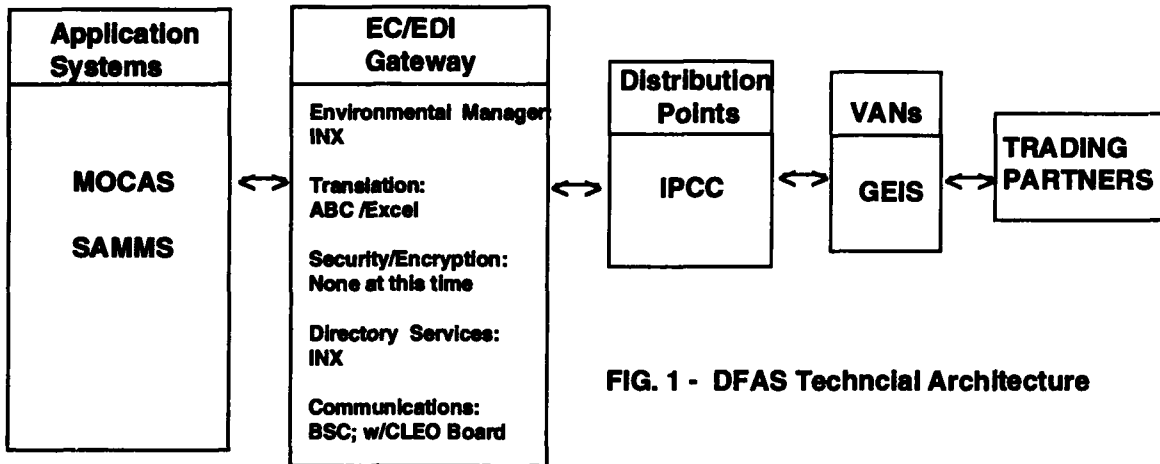 Application
Systems
MOCAS
SAMMS
EC/EDI
Gateway
Environmental Manager:
INX
Translation:
ABC /Excel
Security/Encryption:
None at this time
Directory Services:
INX
Communications:
BSC; w/CLEO Board
Distribution
Points
IPCC
VANs
GEIS
TRADING
PARTNERS
FIG. 1 - DFAS Techncial Architecture